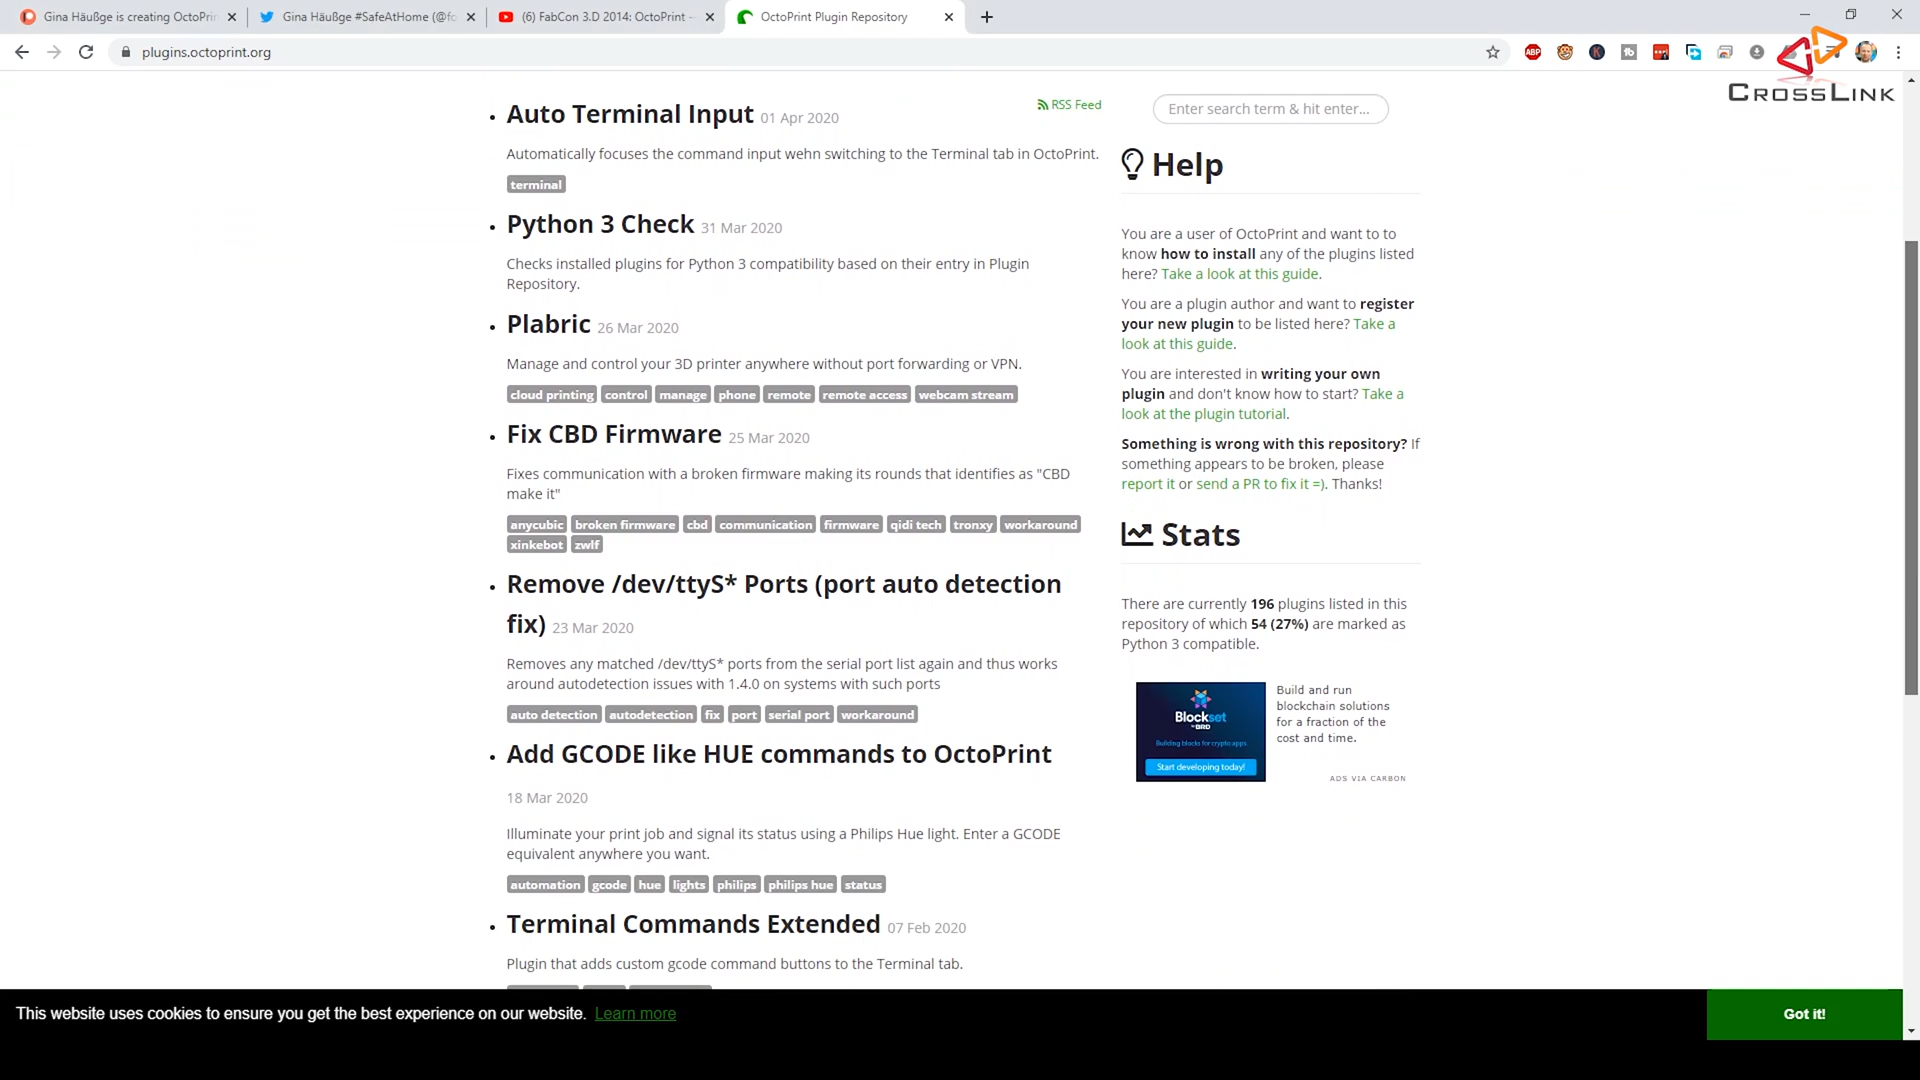 Gina Häußge is creating OctoPrin
Gina Häußge #SafeAtHome (@fo
(6) FabCon 3.D 2014: OctoPrint -
OctoPrint Plugin Repository
plugins.octoprint.org
ABP
CROSSLINK
Auto Terminal Input 01 Apr 2020
RSS Feed
Automatically focuses the command input wehn switching to the Terminal tab in OctoPrint.
terminal
Python 3 Check 31 Mar 2020
Checks installed plugins for Python 3 compatibility based on their entry in Plugin
Repository.
Plabric 26 Mar 2020
Manage and control your 3D printer anywhere without port forwarding or VPN.
cloud printing control manage phone remote remote access webcam stream
Fix CBD Firmware 25 Mar 2020
Fixes communication with a broken firmware making its rounds that identifies as "CBD
make it"
anycubic broken firmware cbd communication firmware qidi tech tronxy workaround
xinkebot zwlf
Remove /dev/ttyS* Ports (port auto detection
fix) 23 Mar 2020
Removes any matched /dev/ttyS* ports from the serial port list again and thus works
around autodetection issues with 1.4.0 on systems with such ports
auto detection autodetection fix port serial port workaround
Add GCODE like HUE commands to OctoPrint
18 Mar 2020
Illuminate your print job and signal its status using a Philips Hue light. Enter a GCODE
equivalent anywhere you want.
automation gcode hue lights philips philips hue status
Terminal Commands Extended 07 Feb 2020
Plugin that adds custom gcode command buttons to the Terminal tab.
Enter search term & hit enter...
Help
You are a user of OctoPrint and want to to
know how to install any of the plugins listed
here? Take a look at this guide.
You are a plugin author and want to register
your new plugin to be listed here? Take a
look at this guide.
You are interested in writing your own
plugin and don't know how to start? Take a
look at the plugin tutorial.
Something is wrong with this repository? If
something appears to be broken, please
report it or send a PR to fix it =). Thanks!
Stats
There are currently 196 plugins listed in this
repository of which 54 (27%) are marked as
Python 3 compatible.
Blockset
by BRD
Building blocks for crypto apps.
Start developing today!
Build and run
blockchain solutions
for a fraction of the
cost and time.
ADS VIA CARBON
This website uses cookies to ensure you get the best experience on our website. Learn more
Got it!